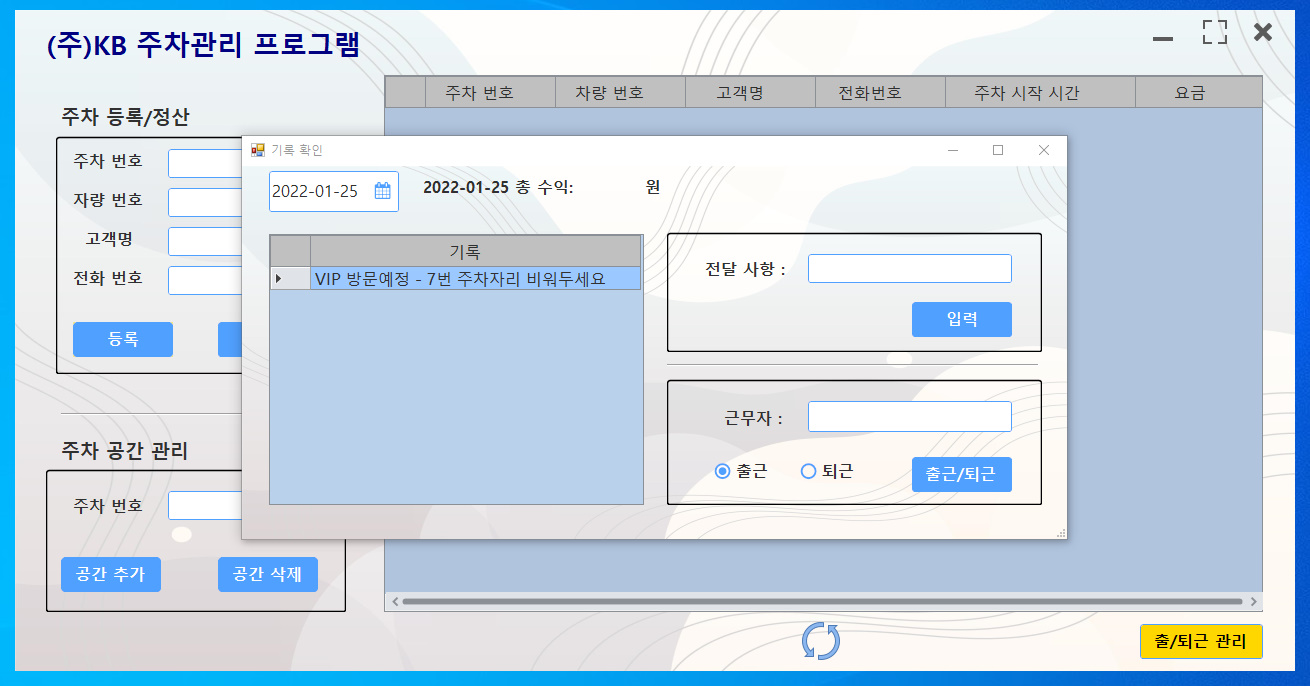 (주)KB 주차관리 프로그램
주차 등록/정산
주차 번호
자량 번호
고객명
전화 번호
등록
주차 공간 관리
주차 번호
공간 추가
공간 삭제
주차 번호
차량 번호
고객명
전화번호
주차 시작 시간
요금
기록 확인
2022-01-25
2022-01-25 총 수익: 원
기록
VIP 방문예정 - 7번 주차자리 비워두세요
전달 사항 :
입력
근무자 :
출근
퇴근
출근/퇴근
출/퇴근 관리